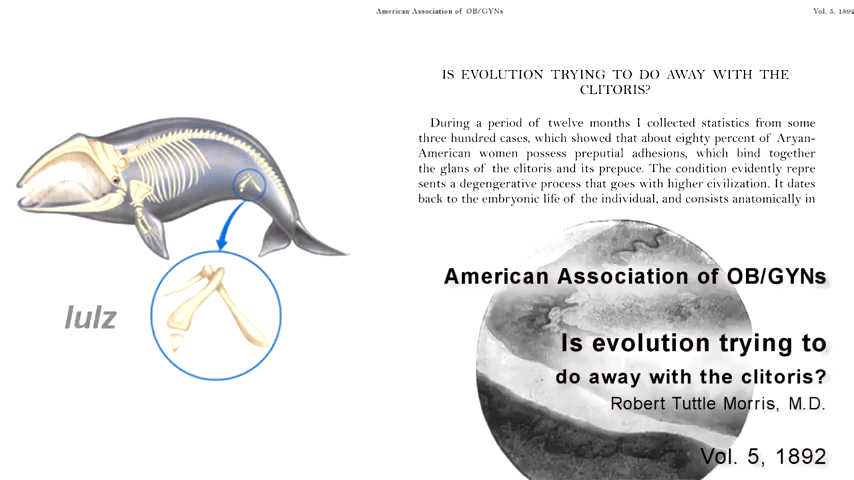 American Association of OB/GYNs
Vol. 5, 1892
IS EVOLUTION TRYING TO DO AWAY WITH THE
CLITORIS?
During a period of twelve months I collected statistics from some
three hundred cases, which showed that about eighty percent of Aryan-
American women possess preputial adhesions, which bind together
the glans of the clitoris and its prepuce. The condition evidently repre
sents a degengerative process that goes with higher civilization. It dates
back to the embryonic life of the individual, and consists anatomically in
lulz
American Association of OB/GYNs
Is evolution trying to
do away with the clitoris?
Robert Tuttle Morris, M.D.
Vol. 5, 1892